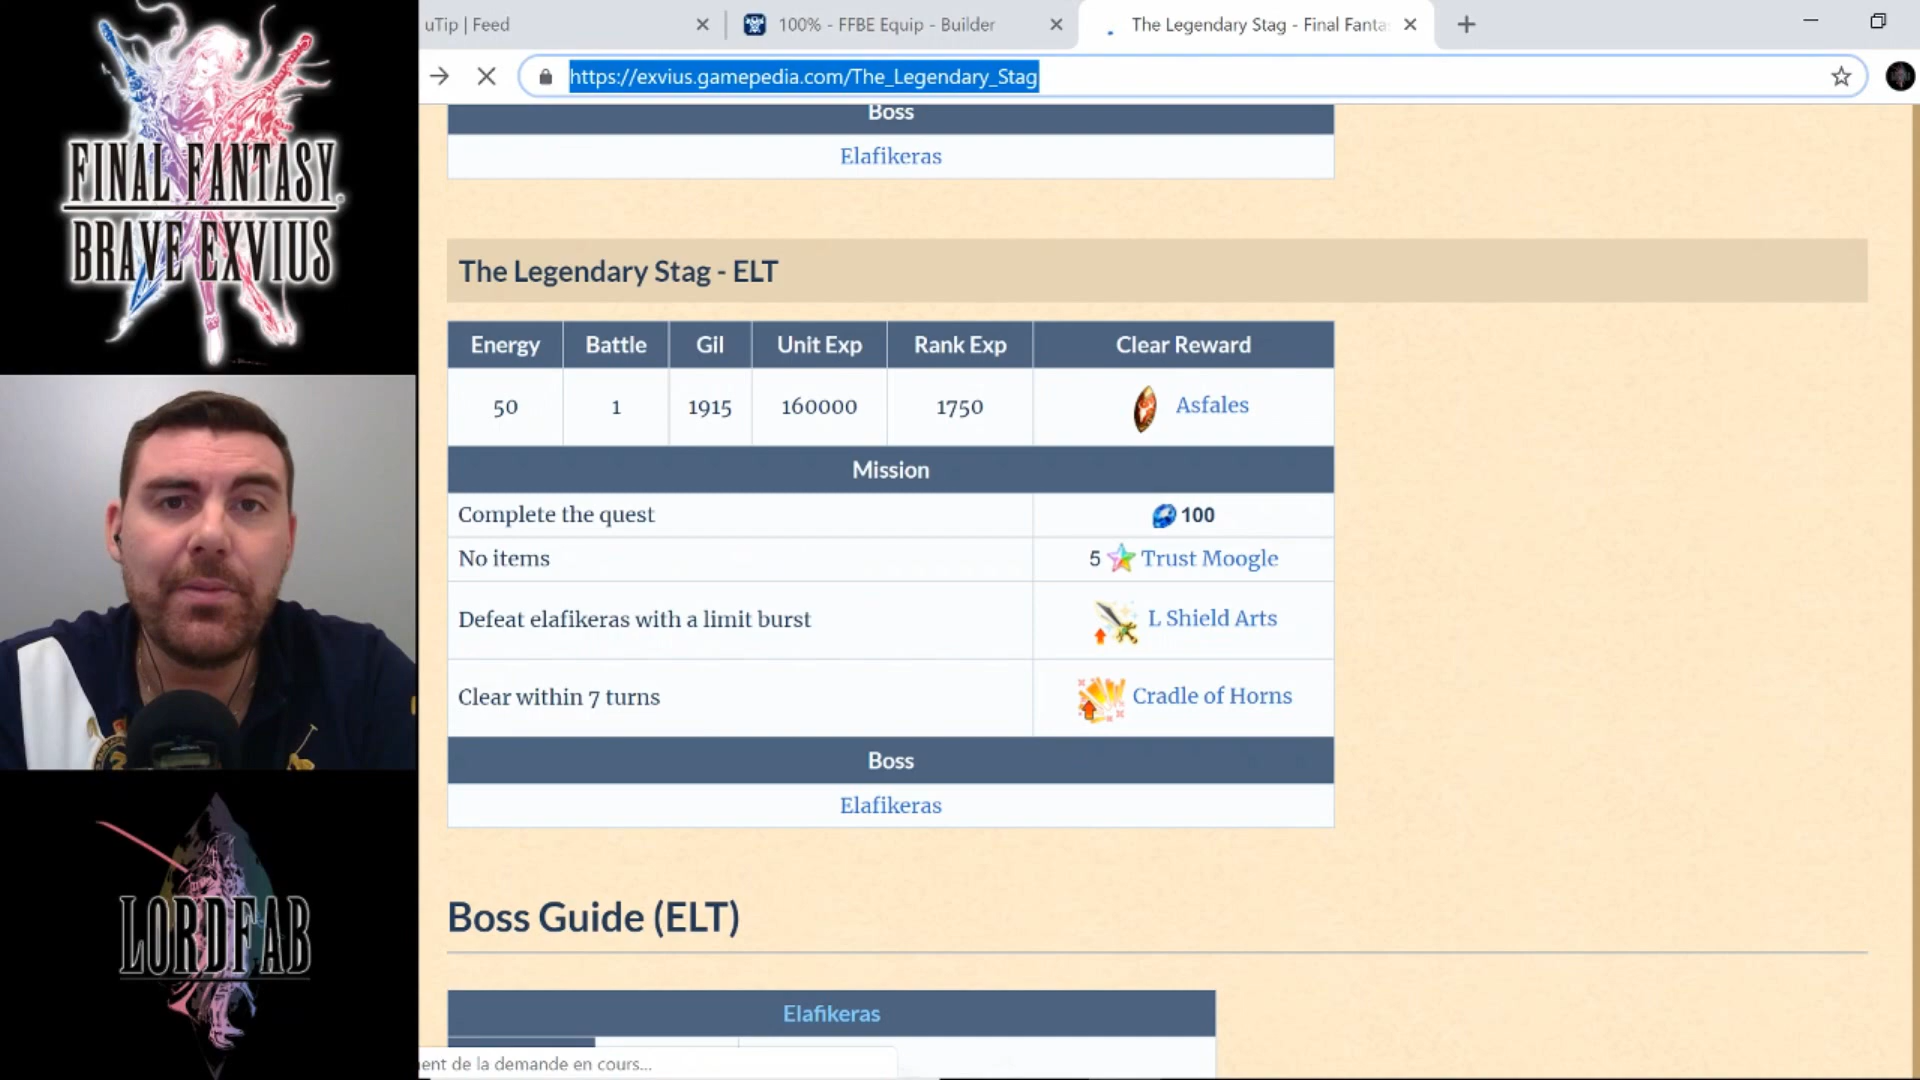 FINAL FANTASY
BRAVE EXVIUS
LORDFAB
uTip | Feed
100% - FFBE Equip - Builder
The Legendary Stag - Final Fanta
https://exvius.gamepedia.com/The_Legendary_Stag
Boss
Elafikeras
The Legendary Stag - ELT
Energy Battle Gil Unit Exp Rank Exp Clear Reward
50 1 1915 160000 1750 Asfales
Mission
Complete the quest 100
No items 5 Trust Moogle
Defeat elafikeras with a limit burst L Shield Arts
Clear within 7 turns Cradle of Horns
Boss
Elafikeras
Boss Guide (ELT)
Elafikeras
ent de la demande en cours...